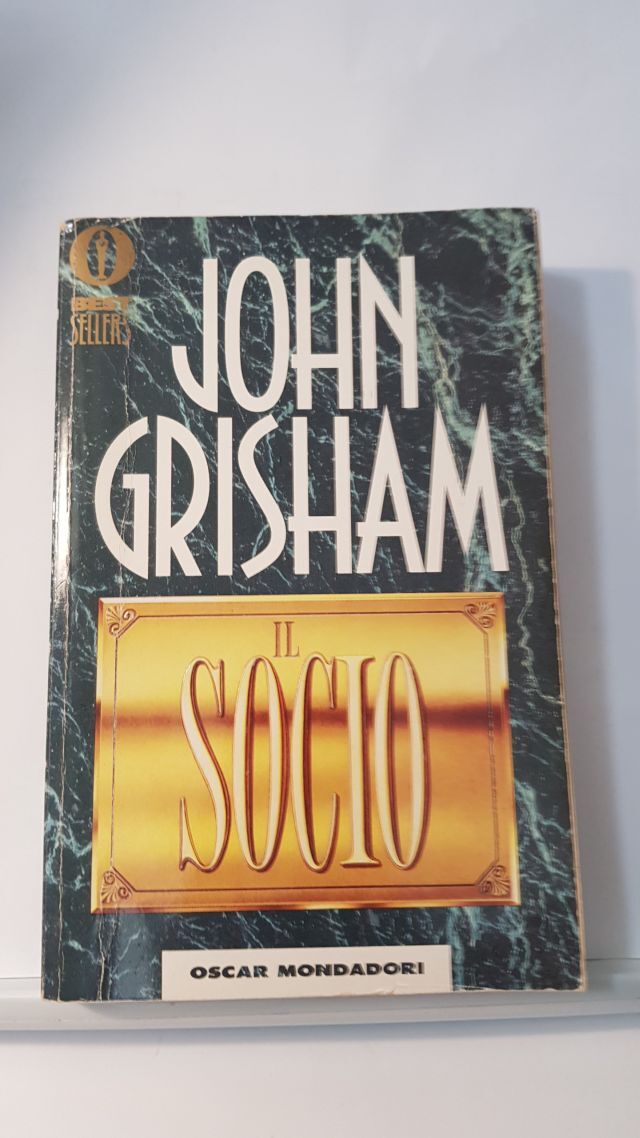 BEST
SELLERS
JOHN
GRISHAM
IL
SOCIO
OSCAR MONDADORI